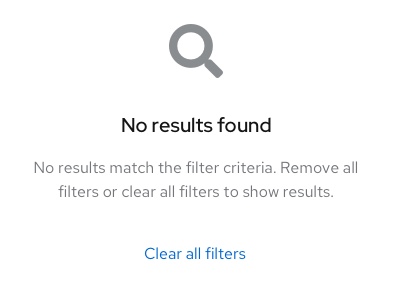 No results found
No results match the filter criteria. Remove all
filters or clear all filters to show results.
Clear all filters